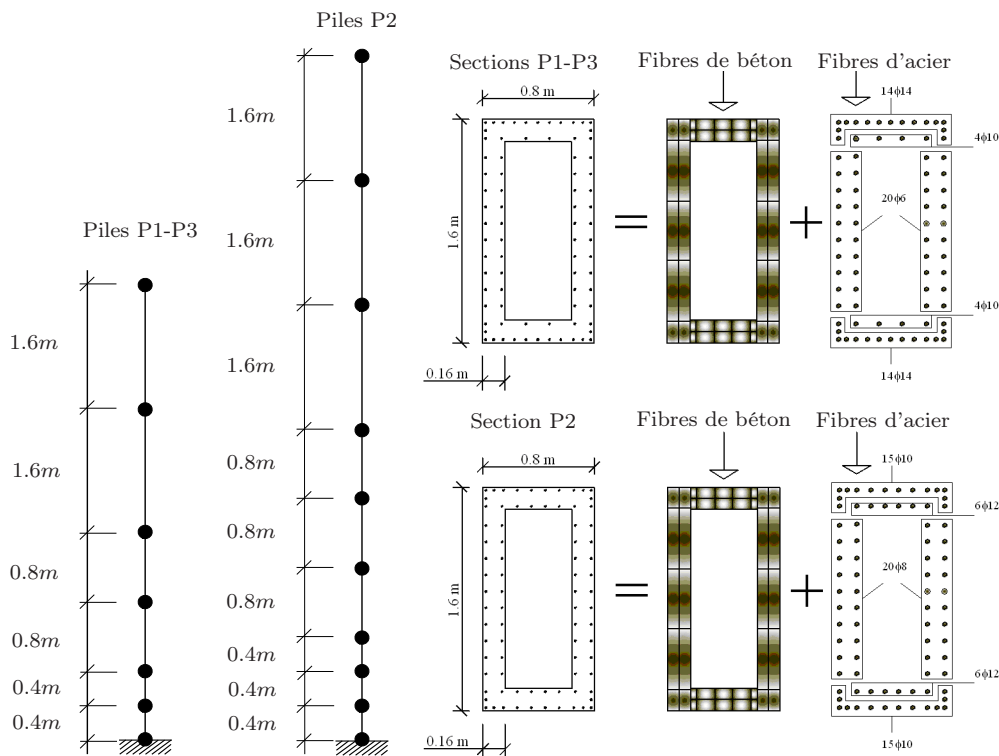 Piles P2
1.6m
1.6m
1.6m
0.8m
0.8m
0.8m
0.4m
0.4m
0.4m
Piles P1-P3
1.6m
1.6m
0.8m
0.8m
0.4m
0.4m
Sections P1-P3
0.8 m
1.6 m
0.16 m
=
Fibres de béton
+
Fibres d'acier
14ϕ14
4ϕ10
20ϕ6
4ϕ10
14ϕ14
Section P2
0.8 m
1.6 m
0.16 m
=
Fibres de béton
+
Fibres d'acier
15ϕ10
6ϕ12
20ϕ8
6ϕ12
15ϕ10